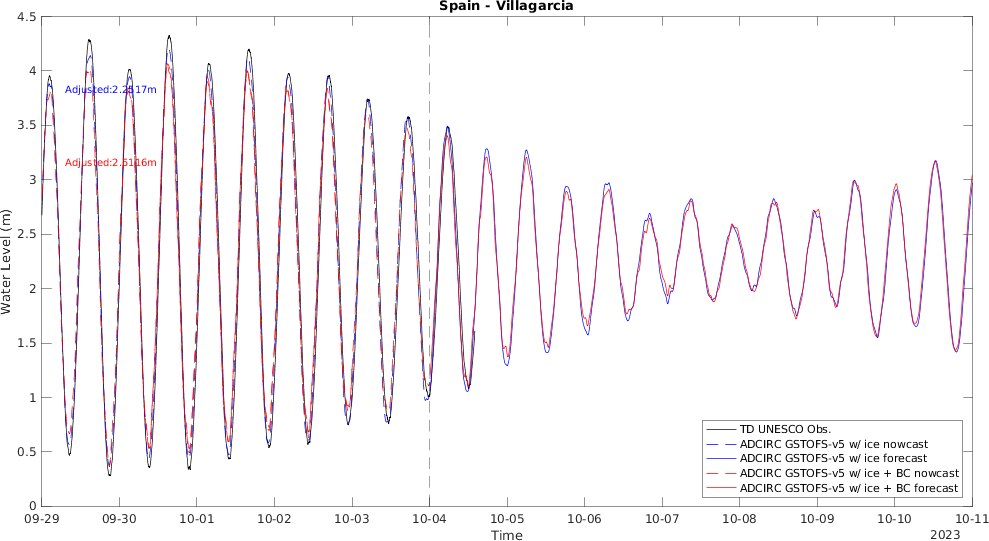 Spain - Villagarcia
4.5
4
3.5
3
2.5
2
1.5
1
0.5
0
Water Level (m)
Adjusted:2.2517m
Adjusted:2.5116m
TD UNESCO Obs.
ADCIRC GSTOFS-v5 w/ ice nowcast
ADCIRC GSTOFS-v5 w/ ice forecast
ADCIRC GSTOFS-v5 w/ ice + BC nowcast
ADCIRC GSTOFS-v5 w/ ice + BC forecast
09-29 09-30 10-01 10-02 10-03 10-04 10-05 10-06 10-07 10-08 10-09 10-10 10-11
Time
2023